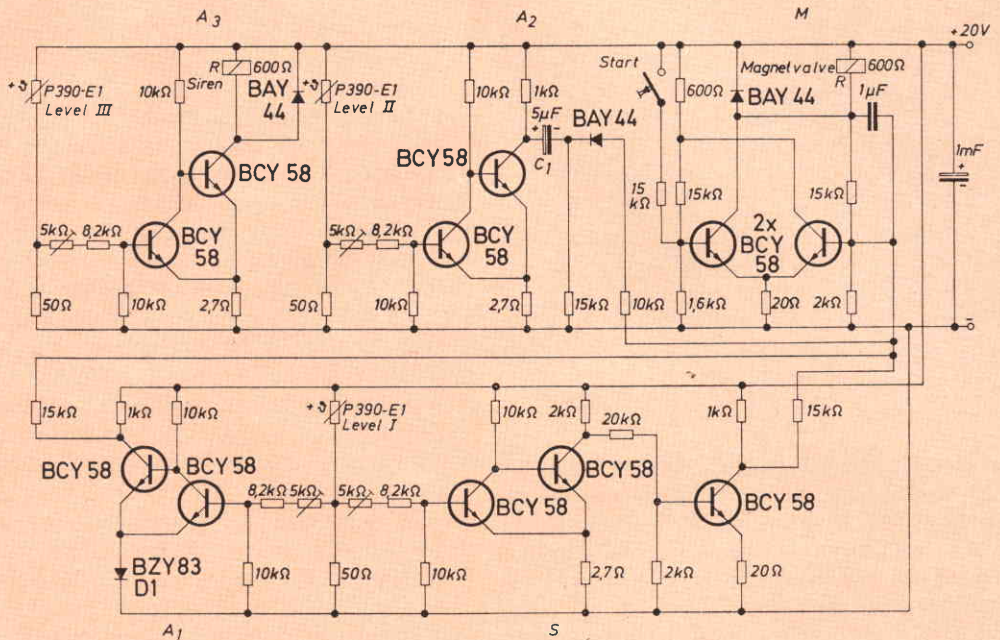 A3
A2
M
+20V
+ϑ P390-E1
Level III
10kΩ
R
600Ω
Siren
BAY
44
+ϑ P390-E1
Level II
10kΩ
1kΩ
5µF
+
-
C1
BAY 44
Start
600Ω
Magnetvalve
R
600Ω
BAY 44
1µF
1mF
+
-
BCY 58
BCY 58
15
kΩ
15kΩ
15kΩ
5kΩ
8,2kΩ
BCY
58
5kΩ
8,2kΩ
BCY
58
2x
BCY
58
50Ω
10kΩ
2,7Ω
50Ω
10kΩ
2,7Ω
15kΩ
10kΩ
1,6kΩ
20Ω
2kΩ
-
15kΩ
1kΩ
10kΩ
+ϑ P390-E1
Level I
10kΩ
2kΩ
20kΩ
1kΩ
15kΩ
BCY 58
BCY 58
8,2kΩ
5kΩ
5kΩ
8,2kΩ
BCY 58
BCY 58
BCY 58
BZY83
D1
10kΩ
50Ω
10kΩ
2,7Ω
2kΩ
20Ω
A1
S